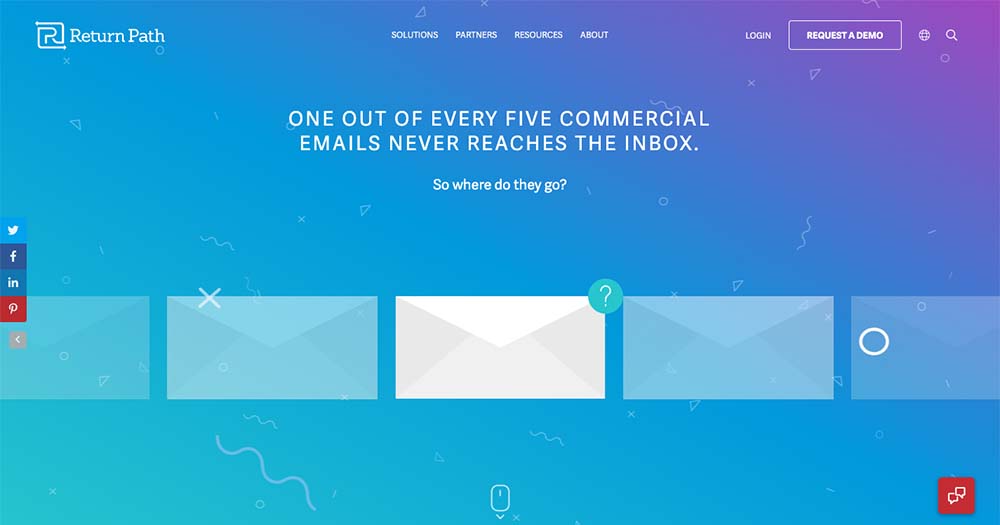 Return Path
SOLUTIONS
PARTNERS
RESOURCES
ABOUT
LOGIN
REQUEST A DEMO
ONE OUT OF EVERY FIVE COMMERCIAL
EMAILS NEVER REACHES THE INBOX.
So where do they go?
?